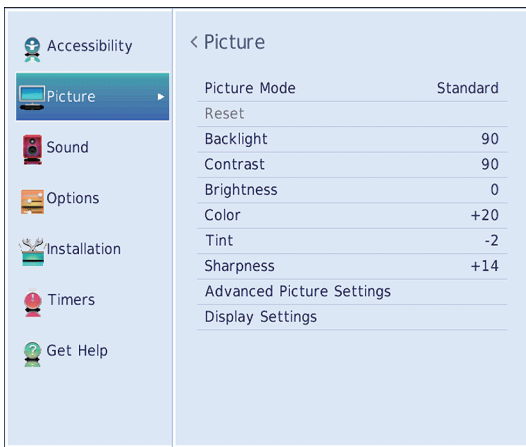 Accessibility
Picture
Sound
Options
Installation
Timers
Get Help
Picture
Picture Mode Standard
Reset
Backlight 90
Contrast 90
Brightness 0
Color +20
Tint -2
Sharpness +14
Advanced Picture Settings
Display Settings